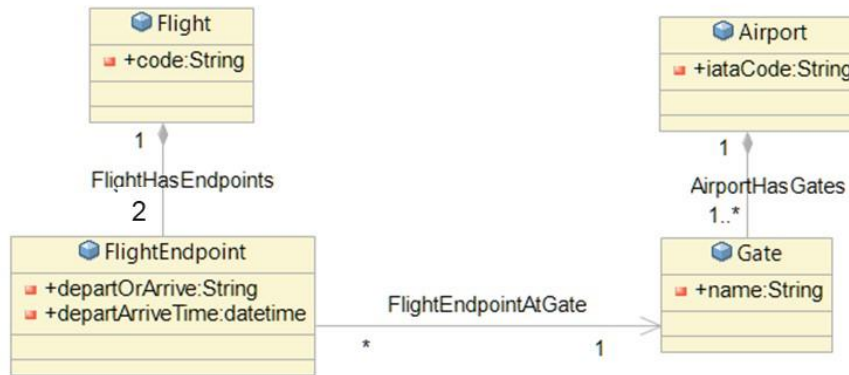 Flight
+code:String
1
FlightHasEndpoints
2
FlightEndpoint
+departOrArrive:String
+departArriveTime:datetime
*
FlightEndpointAtGate
1
Airport
+iataCode:String
1
AirportHasGates
1..*
Gate
+name:String